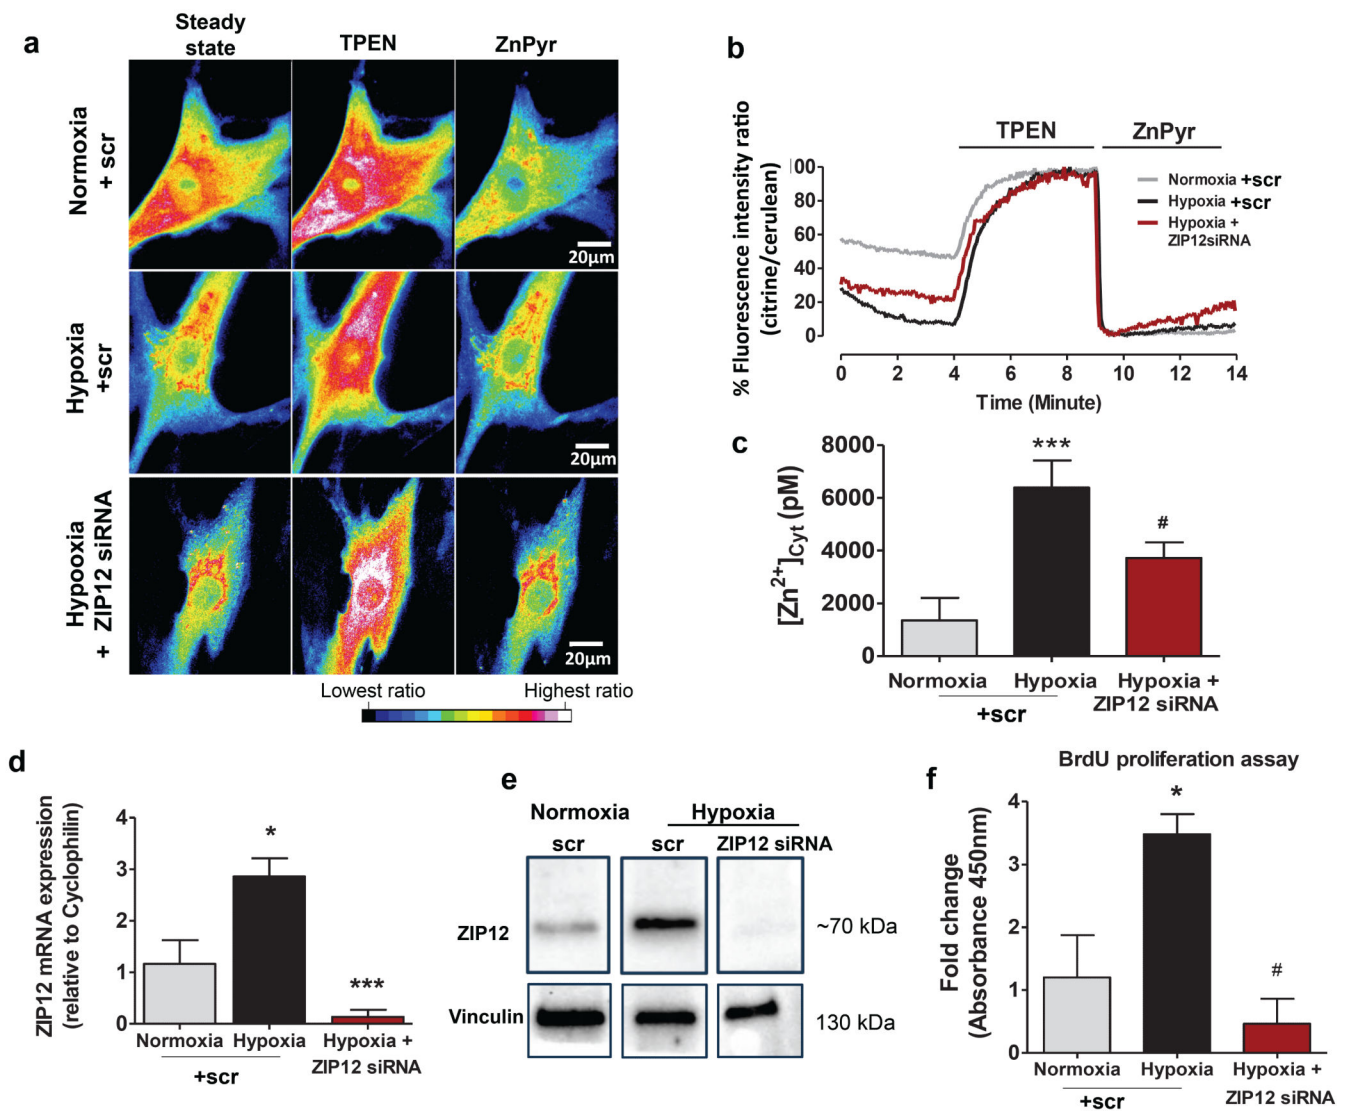 a
Steady
state
TPEN
ZnPyr
Normoxia
+ scr
20µm
Hypoxia
+scr
20µm
Hypooxia
+ ZIP12 siRNA
20µm
Lowest ratio
Highest ratio
b
TPEN
ZnPyr
% Fluorescence intensity ratio
(citrine/cerulean)
100
80
60
40
20
0
Normoxia +scr
Hypoxia +scr
Hypoxia +
ZIP12siRNA
0 2 4 6 8 10 12 14
Time (Minute)
c
[Zn2+]Cyt (pM)
8000
6000
4000
2000
0
***
#
Normoxia Hypoxia Hypoxia +
ZIP12 siRNA
+scr
d
ZIP12 mRNA expression
(relative to Cyclophilin)
4
3
2
1
0
*
***
Normoxia Hypoxia Hypoxia +
ZIP12 siRNA
+scr
e
Normoxia Hypoxia
scr scr ZIP12 siRNA
ZIP12 ~70 kDa
Vinculin 130 kDa
f
BrdU proliferation assay
Fold change
(Absorbance 450nm)
4
3
2
1
0
*
#
Normoxia Hypoxia Hypoxia +
+scr ZIP12 siRNA